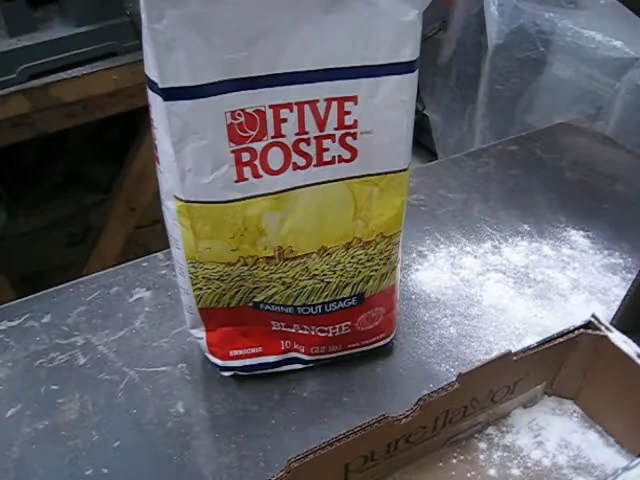 FIVE
ROSES
FARINE TOUT USAGE
BLANCHE
ENRICHIE
10 kg (22 lb)
pure flavor